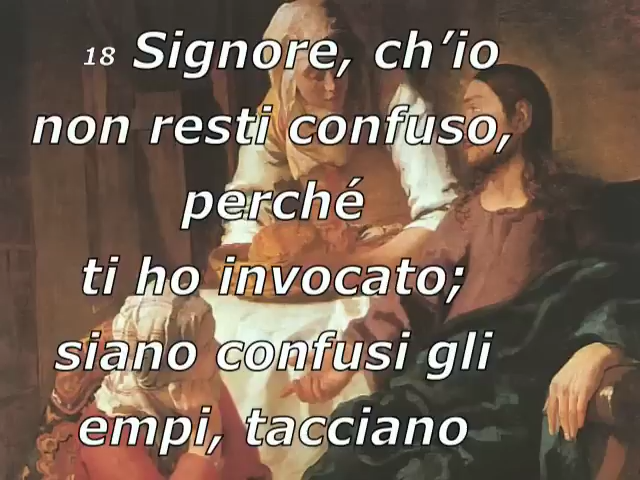 18 Signore, ch’io
non resti confuso,
perché
ti ho invocato;
siano confusi gli
empi, tacciano